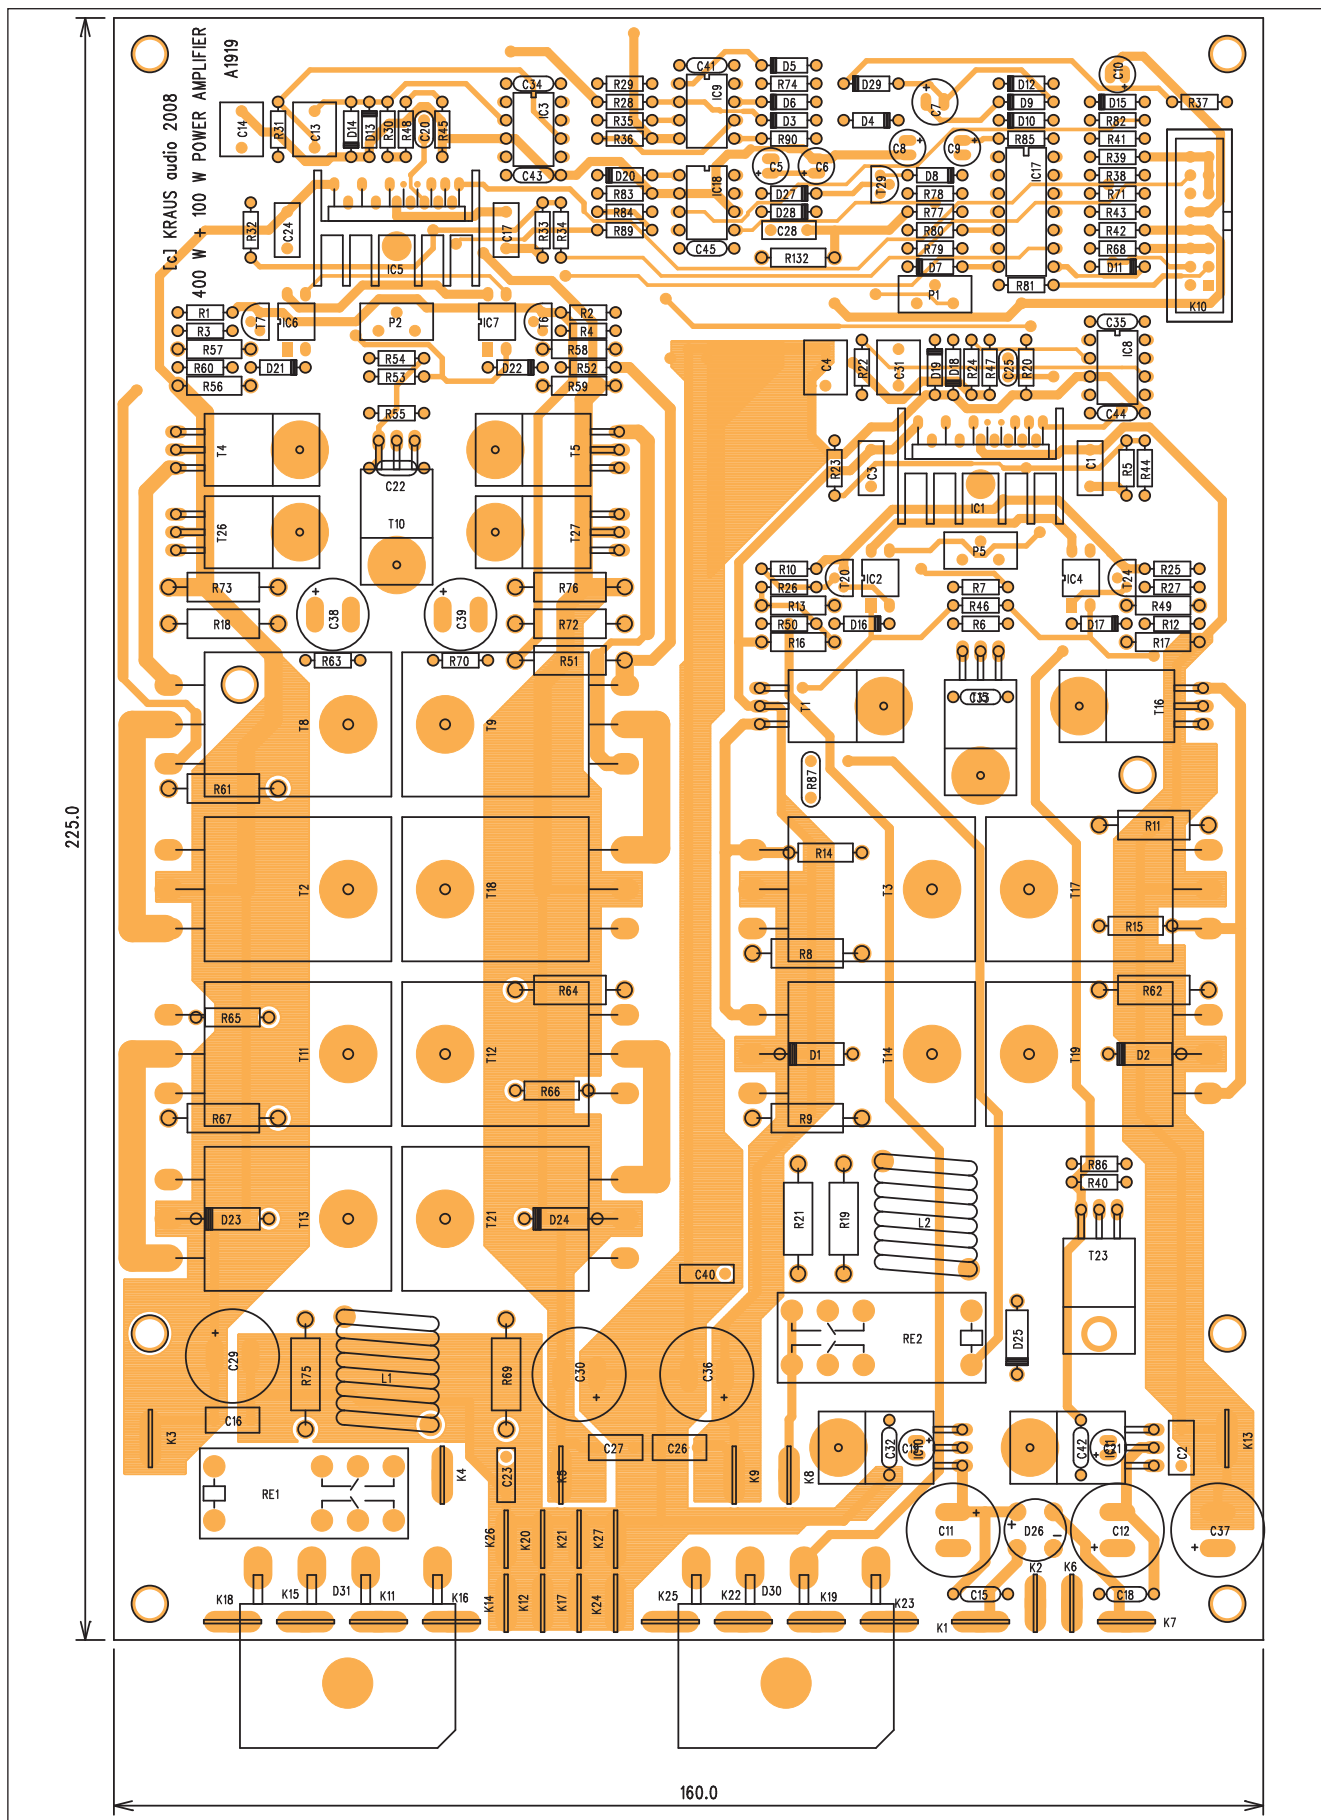 [c] KRAUS audio 2008
400 W + 100 W POWER AMPLIFIER
A1919
C14
R31
C13
D14
D13
R30
R48
C20
R45
C34
IC3
C43
R29
R28
R35
R36
C41
IC9
D5
R74
D6
D3
R90
D29
D4
C7
D12
D9
D10
R85
C10
D15
R82
R41
R37
R39
R38
R71
R43
R42
R68
D11
K10
D20
R83
R84
R89
IC18
C45
C5
C6
D27
D28
C28
R132
C8
C9
D8
R78
R77
R80
R79
D7
P1
IC17
R81
R32
C24
IC5
C17
R33
R34
R1
R3
R57
R60
R56
T7
IC6
D21
P2
R54
R53
R55
IC7
T6
D22
R2
R4
R58
R52
R59
C4
R22
C31
D19
D18
R24
R47
C25
R20
C35
IC8
C44
T4
T5
C22
T10
T26
T27
R23
C3
IC1
C1
R5
R44
P5
R73
R18
C38
C39
R76
R72
R63
R70
R51
R10
R26
R13
R50
R16
T20
IC2
D16
R7
R46
R6
IC4
T24
D17
R25
R27
R49
R12
R17
T8
T9
R61
T1
T16
R87
R11
T2
T18
R14
T3
T17
R15
R8
R65
R64
R62
T11
T12
D1
T14
T19
D2
R66
R67
R9
D23
T13
T21
D24
R21
R19
L2
R86
R40
T23
C40
C29
R75
L1
R69
C30
C36
RE2
D25
C16
K3
K4
C23
C27
C26
K9
K8
C32
C42
C2
K13
RE1
K26
K20
K21
K27
C11
D26
C12
C37
K18
K15
D31
K11
K16
K14
K12
K17
K24
K25
K22
D30
K19
K23
K1
C15
K2
K6
C18
K7
225.0
160.0